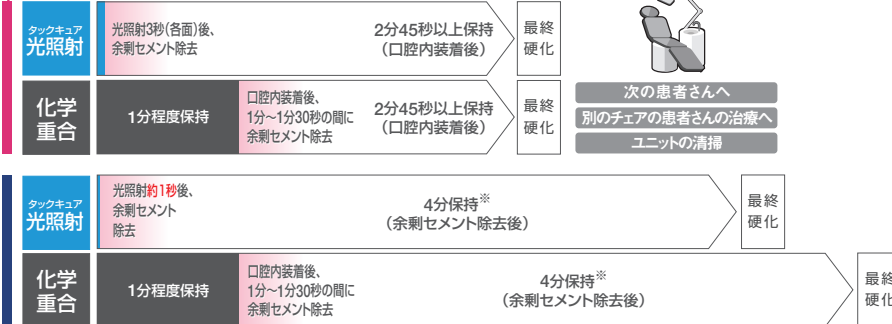 タックキュア
光照射
光照射3秒(各面)後、
余剰セメント除去
2分45秒以上保持
(口腔内装着後)
最終
硬化
化学
重合
1分程度保持
口腔内装着後、
1分〜1分30秒の間に
余剰セメント除去
2分45秒以上保持
(口腔内装着後)
最終
硬化
次の患者さんへ
別のチェアの患者さんの治療へ
ユニットの清掃
タックキュア
光照射
光照射約1秒後、
余剰セメント
除去
4分保持※
(余剰セメント除去後)
最終
硬化
化学
重合
1分程度保持
口腔内装着後、
1分〜1分30秒の間に
余剰セメント除去
4分保持※
(余剰セメント除去後)
最終
硬化